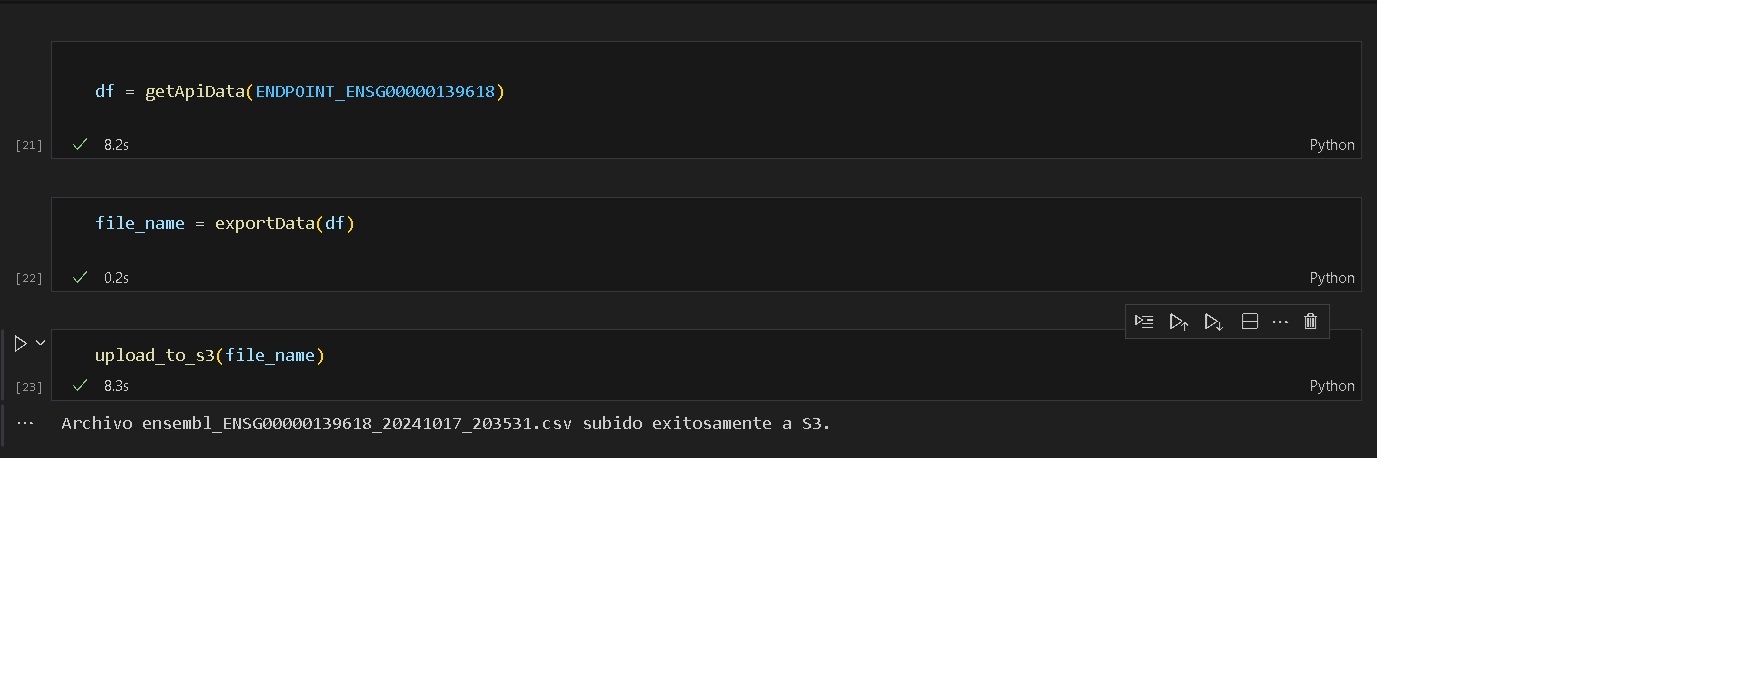 df = getApiData(ENDPOINT_ENSG00000139618)
[21] 8.2s Python
file_name = exportData(df)
[22] 0.2s Python
upload_to_s3(file_name)
[23] 8.3s Python
... Archivo ensembl_ENSG00000139618_20241017_203531.csv subido exitosamente a S3.